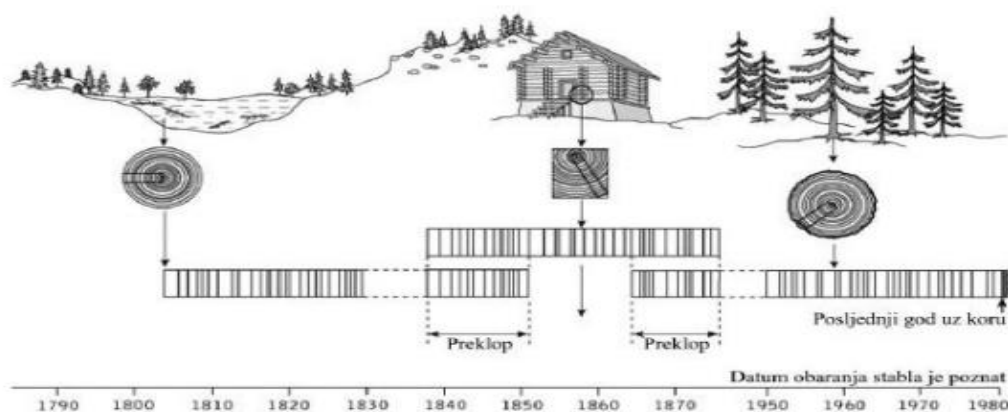 Posljednji god uz koru
Preklop Preklop
Datum obaranja stabla je poznat
1790 1800 1810 1820 1830 1840 1850 1860 1870 1950 1960 1970 1980